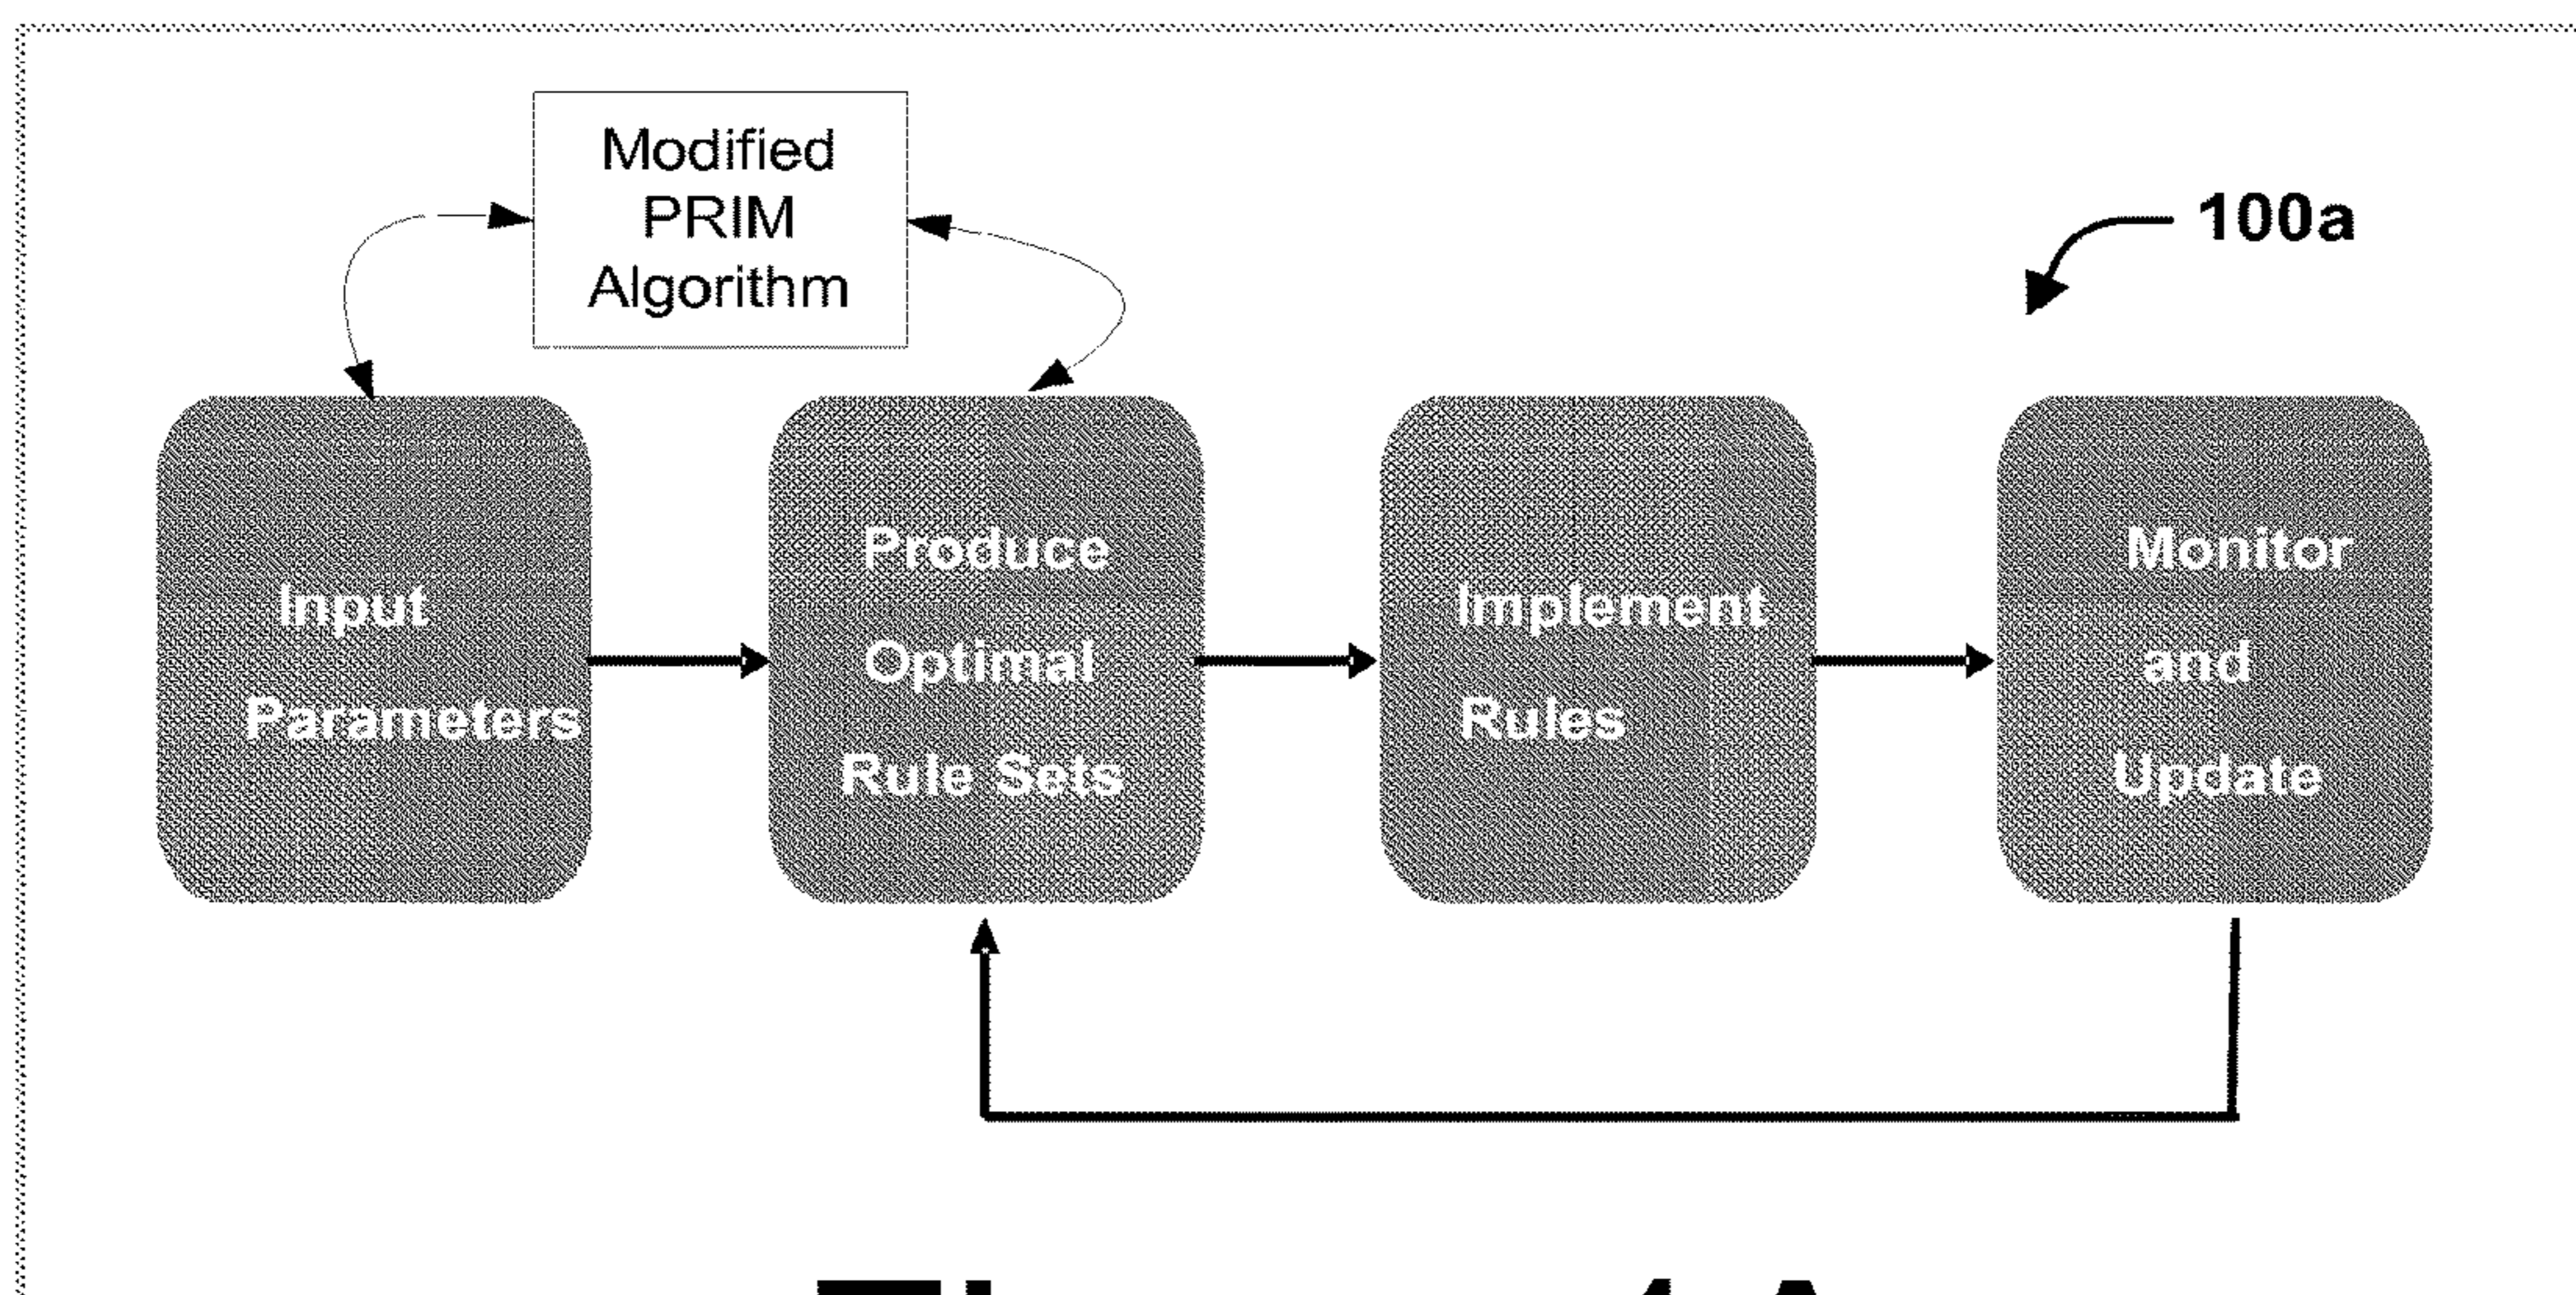 Modified
PRIM
Algorithm
100a
Input
Parameters
Produce
Optimal
Rule Sets
Implement
Rules
Monitor
and
Update